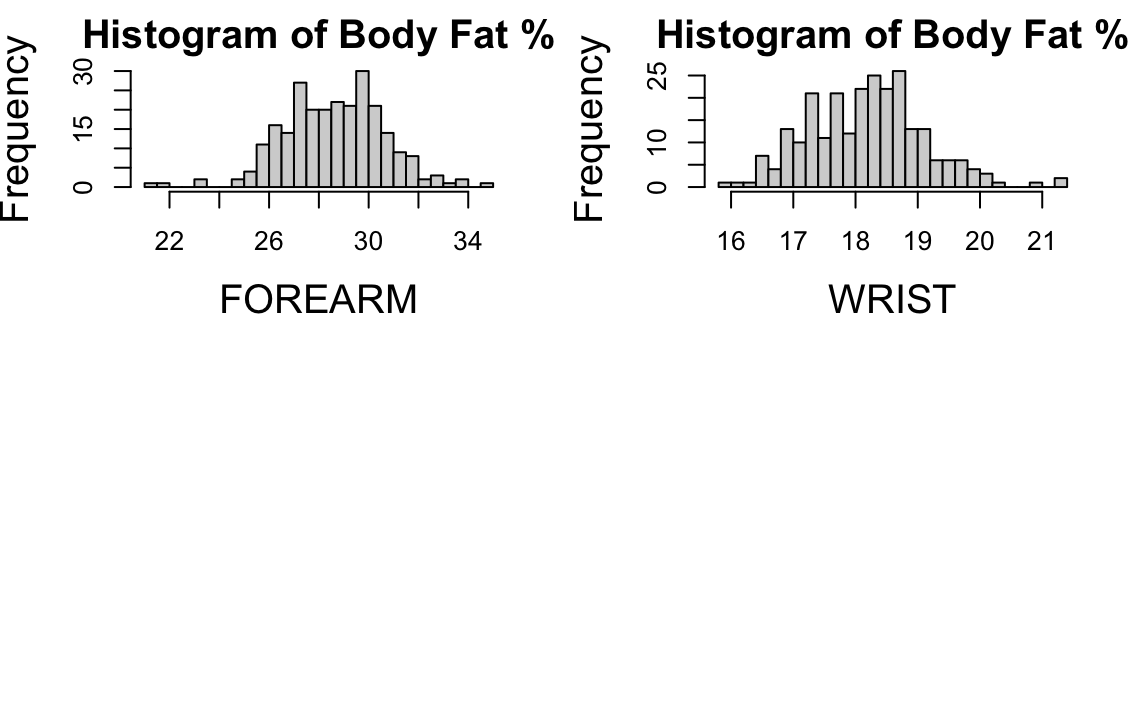 Histogram of Body Fat %
Frequency
30
15
0
22 26 30 34
FOREARM
Histogram of Body Fat %
Frequency
25
10
0
16 17 18 19 20 21
WRIST